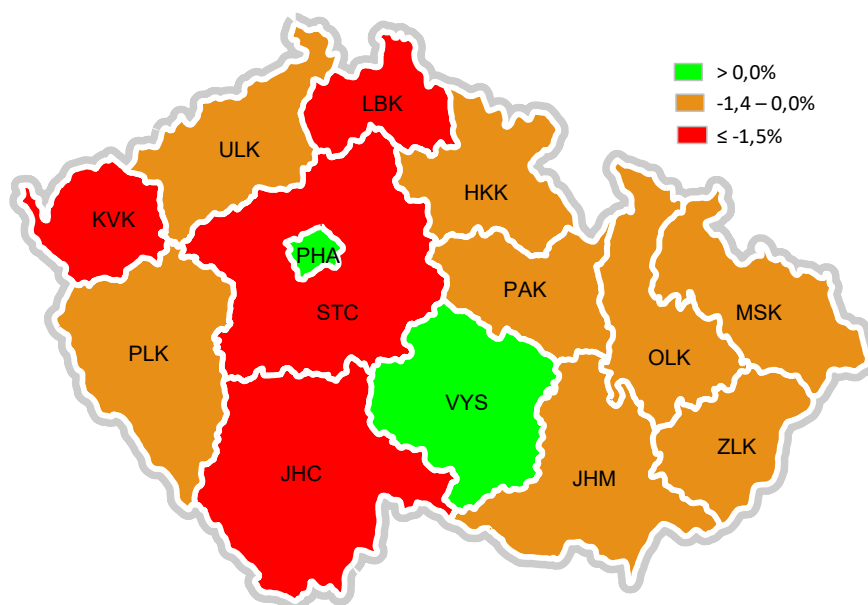 > 0,0%
-1,4 – 0,0%
≤ -1,5%
LBK
ULK
HKK
KVK
PHA
PAK
STC
MSK
PLK
OLK
VYS
ZLK
JHC
JHM